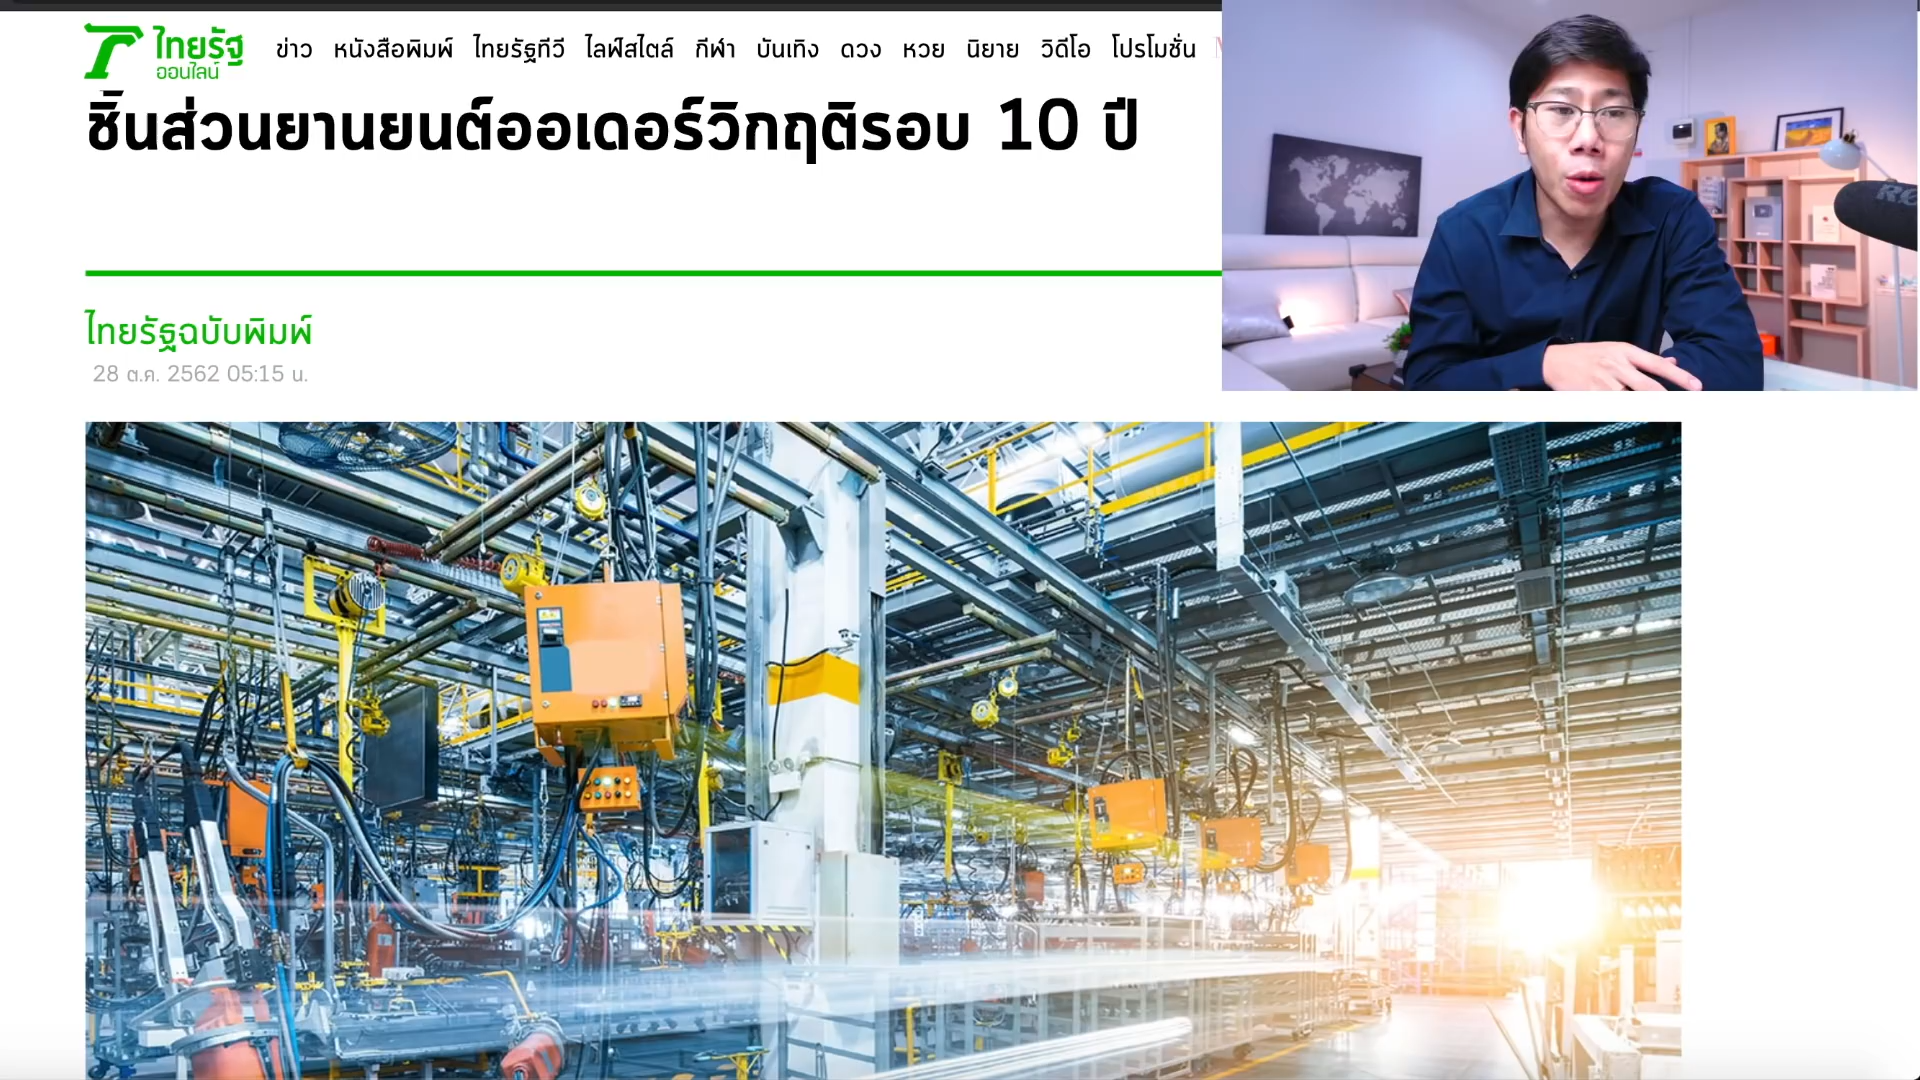 ไทยรัฐ
ออนไลน์
ข่าว หนังสือพิมพ์ ไทยรัฐทีวี ไลฟ์สไตล์ กีฬา บันเทิง ดวง หวย นิยาย วิดีโอ โปรโมชั่น
ชิ้นส่วนยานยนต์ออเดอร์วิกฤติรอบ 10 ปี
ไทยรัฐฉบับพิมพ์
28 ต.ค. 2562 05:15 น.